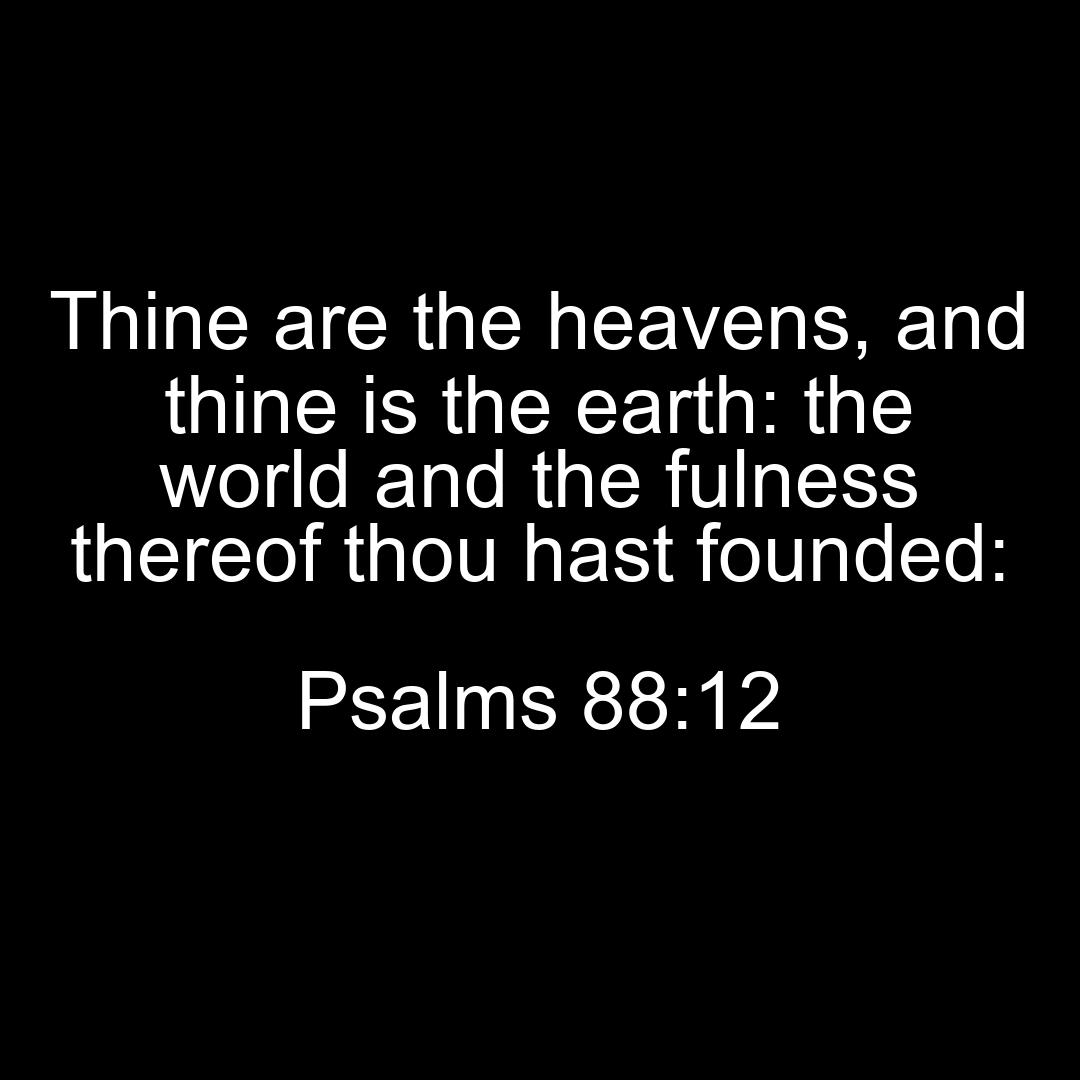 Thine are the heavens, and
thine is the earth: the
world and the fulness
thereof thou hast founded:
Psalms 88:12